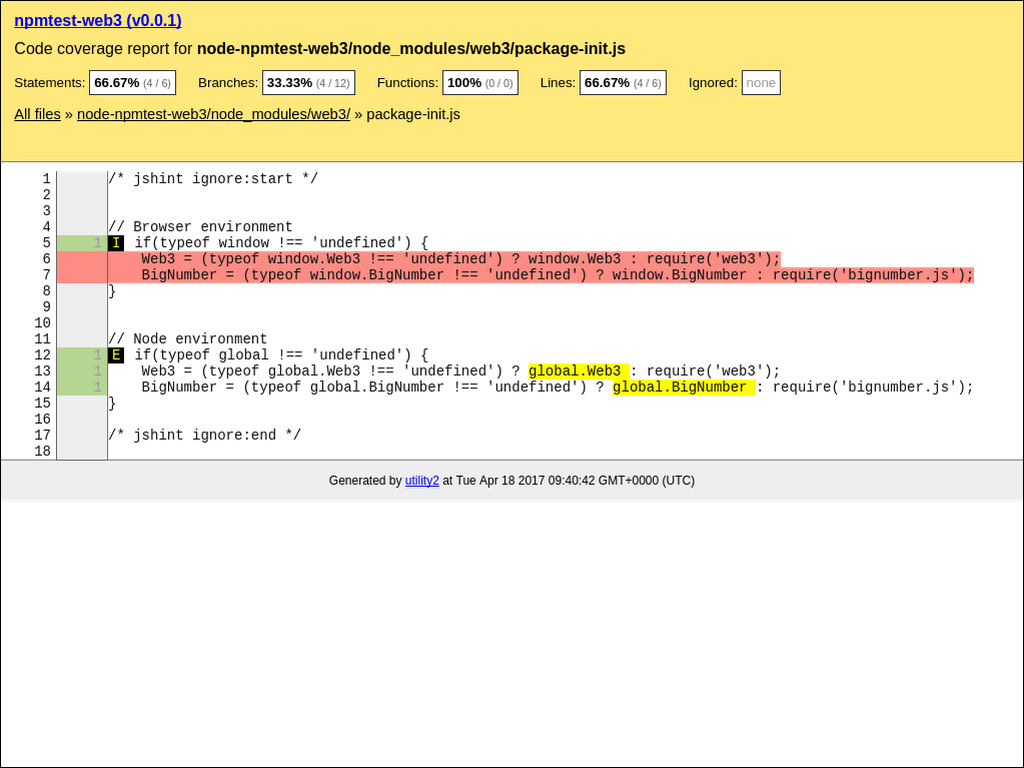 npmtest-web3 (v0.0.1)
Code coverage report for node-npmtest-web3/node_modules/web3/package-init.js
Statements: 66.67% (4 / 6) Branches: 33.33% (4 / 12) Functions: 100% (0 / 0) Lines: 66.67% (4 / 6) Ignored: none
All files » node-npmtest-web3/node_modules/web3/ » package-init.js
1 /* jshint ignore:start */
2
3
4 // Browser environment
5 1 I if(typeof window !== 'undefined') {
6     Web3 = (typeof window.Web3 !== 'undefined') ? window.Web3 : require('web3');
7     BigNumber = (typeof window.BigNumber !== 'undefined') ? window.BigNumber : require('bignumber.js');
8 }
9
10
11 // Node environment
12 1 E if(typeof global !== 'undefined') {
13 1     Web3 = (typeof global.Web3 !== 'undefined') ? global.Web3 : require('web3');
14 1     BigNumber = (typeof global.BigNumber !== 'undefined') ? global.BigNumber : require('bignumber.js');
15 }
16
17 /* jshint ignore:end */
18
Generated by utility2 at Tue Apr 18 2017 09:40:42 GMT+0000 (UTC)